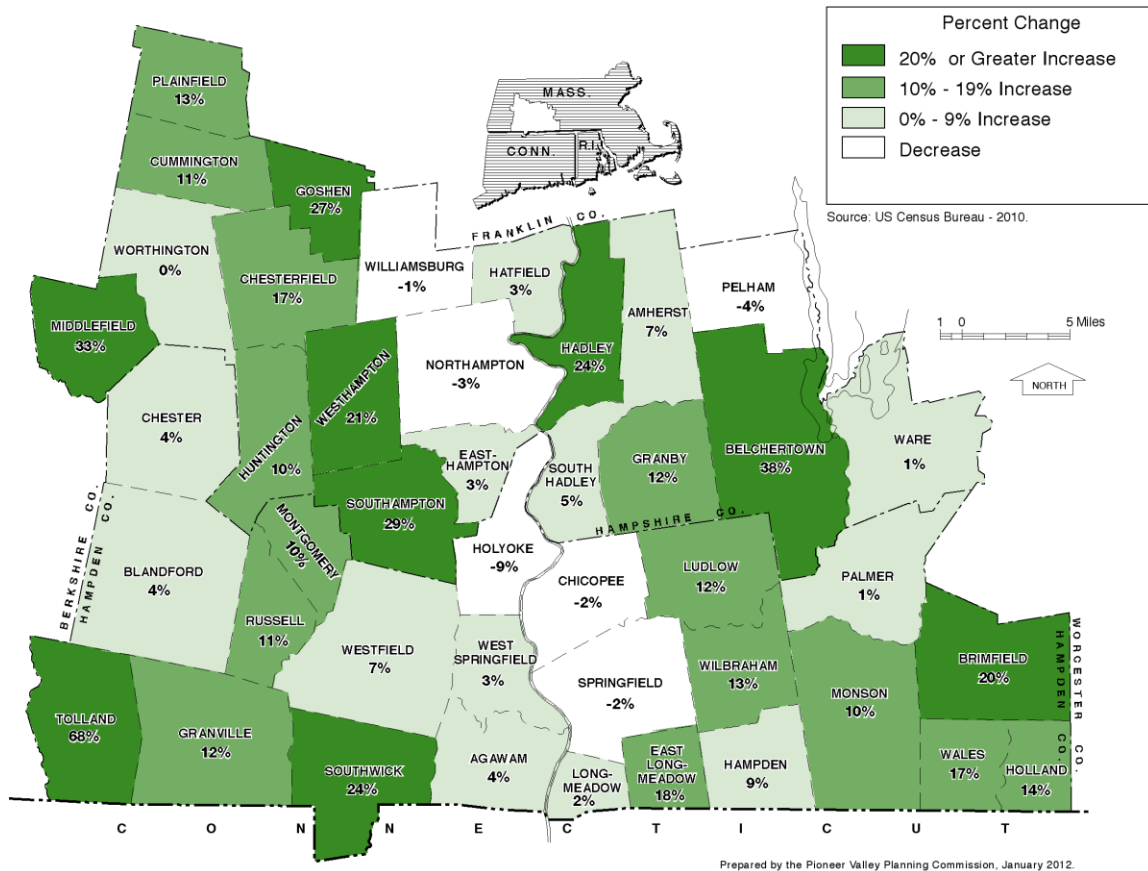 Percent Change
20% or Greater Increase
10% - 19% Increase
0% - 9% Increase
Decrease
Source: US Census Bureau - 2010.
MASS.
CONN.
R.I.
PLAINFIELD
13%
CUMMINGTON
11%
GOSHEN
27%
WORTHINGTON
0%
CHESTERFIELD
17%
WILLIAMSBURG
-1%
FRANKLIN CO.
HATFIELD
3%
HADLEY
24%
AMHERST
7%
PELHAM
-4%
1 0 5 Miles
NORTH
MIDDLEFIELD
33%
NORTHAMPTON
-3%
WESTHAMPTON
21%
CHESTER
4%
HUNTINGTON
10%
EAST-
HAMPTON
3%
SOUTH
HADLEY
5%
GRANBY
12%
BELCHERTOWN
38%
WARE
1%
SOUTHAMPTON
29%
MONTGOMERY
10%
HAMPSHIRE CO.
BERKSHIRE CO.
HAMPDEN CO.
BLANDFORD
4%
HOLYOKE
-9%
CHICOPEE
-2%
LUDLOW
12%
PALMER
1%
RUSSELL
11%
WESTFIELD
7%
WEST
SPRINGFIELD
3%
SPRINGFIELD
-2%
WILBRAHAM
13%
MONSON
10%
BRIMFIELD
20%
WORCESTER CO.
HAMPDEN CO.
TOLLAND
68%
GRANVILLE
12%
SOUTHWICK
24%
AGAWAM
4%
LONG-
MEADOW
2%
EAST
LONG-
MEADOW
18%
HAMPDEN
9%
WALES
17%
HOLLAND
14%
CONNECTICUT
Prepared by the Pioneer Valley Planning Commission, January 2012.